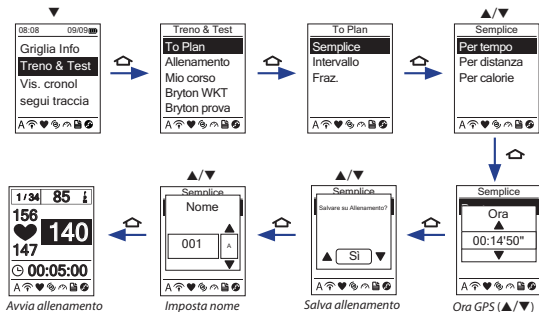 ▼
08:08 09/09
Griglia Info
Treno & Test
Vis. cronol
segui traccia
A
Treno & Test
To Plan
Allenamento
Mio corso
Bryton WKT
Bryton prova
A
To Plan
Semplice
Intervallo
Fraz.
A
▲/▼
Semplice
Per tempo
Per distanza
Per calorie
A
Semplice
Ora
▲
00:14'50"
▼
A
Ora GPS (▲/▼)
▲/▼
Semplice
Salvare su Allenamento?
▲ Sì ▼
A
Salva allenamento
▲/▼
Semplice
Nome
▲
001 A
▼
A
Imposta nome
1/34 85
156
140
147
00:05:00
A
Avvia allenamento